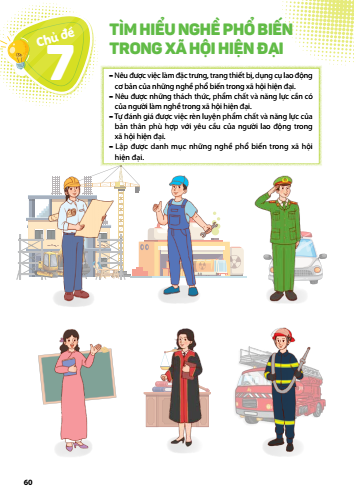 Chủ đề
7
TÌM HIỂU NGHỀ PHỔ BIẾN
TRONG XÃ HỘI HIỆN ĐẠI
– Nêu được việc làm đặc trưng, trang thiết bị, dụng cụ lao động
cơ bản của những nghề phổ biến trong xã hội hiện đại.
– Nêu được những thách thức, phẩm chất và năng lực cần có
của người làm nghề trong xã hội hiện đại.
– Tự đánh giá được việc rèn luyện phẩm chất và năng lực của
bản thân phù hợp với yêu cầu của người lao động trong
xã hội hiện đại.
– Lập được danh mục những nghề phổ biến trong xã hội
hiện đại.
60